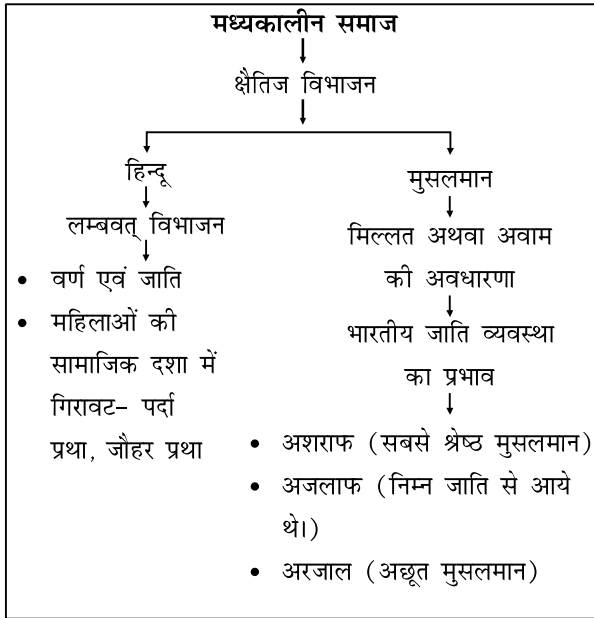 मध्यकालीन समाज
क्षैतिज विभाजन
हिन्दू
लम्बवत् विभाजन
• वर्ण एवं जाति
• महिलाओं की
सामाजिक दशा में
गिरावट– पर्दा
प्रथा, जौहर प्रथा
मुसलमान
मिल्लत अथवा अवाम
की अवधारणा
भारतीय जाति व्यवस्था
का प्रभाव
• अशराफ (सबसे श्रेष्ठ मुसलमान)
• अजलाफ (निम्न जाति से आये
थे।)
• अरजाल (अछूत मुसलमान)